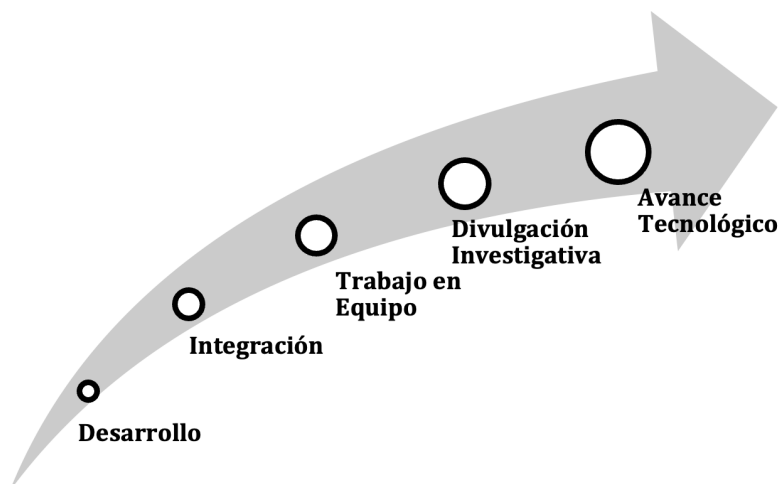 Avance
Tecnológico
Divulgación
Investigativa
Trabajo en
Equipo
Integración
Desarrollo